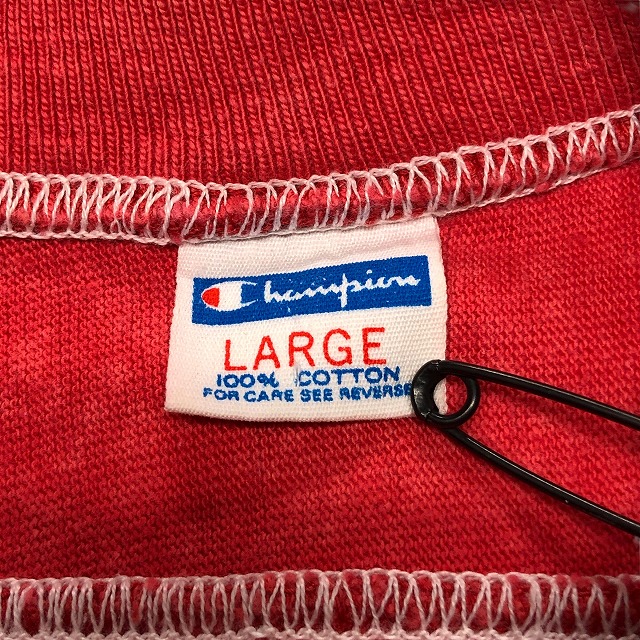 Champion
LARGE
100% COTTON
FOR CARE SEE REVERSE